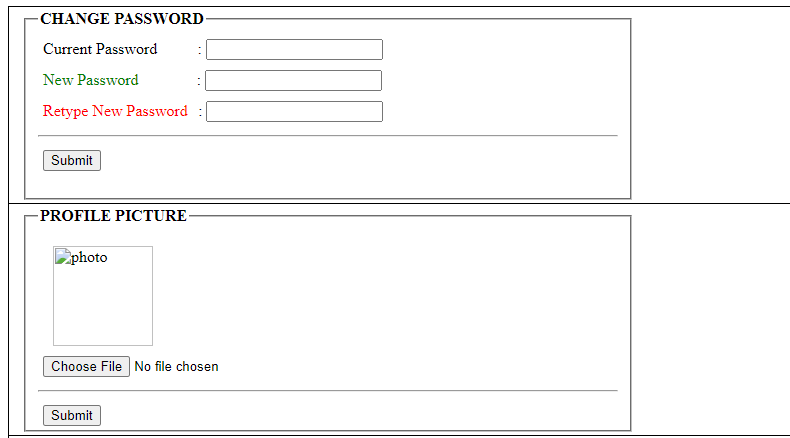 CHANGE PASSWORD
Current Password :
New Password :
Retype New Password :
Submit
PROFILE PICTURE
photo
Choose File No file chosen
Submit